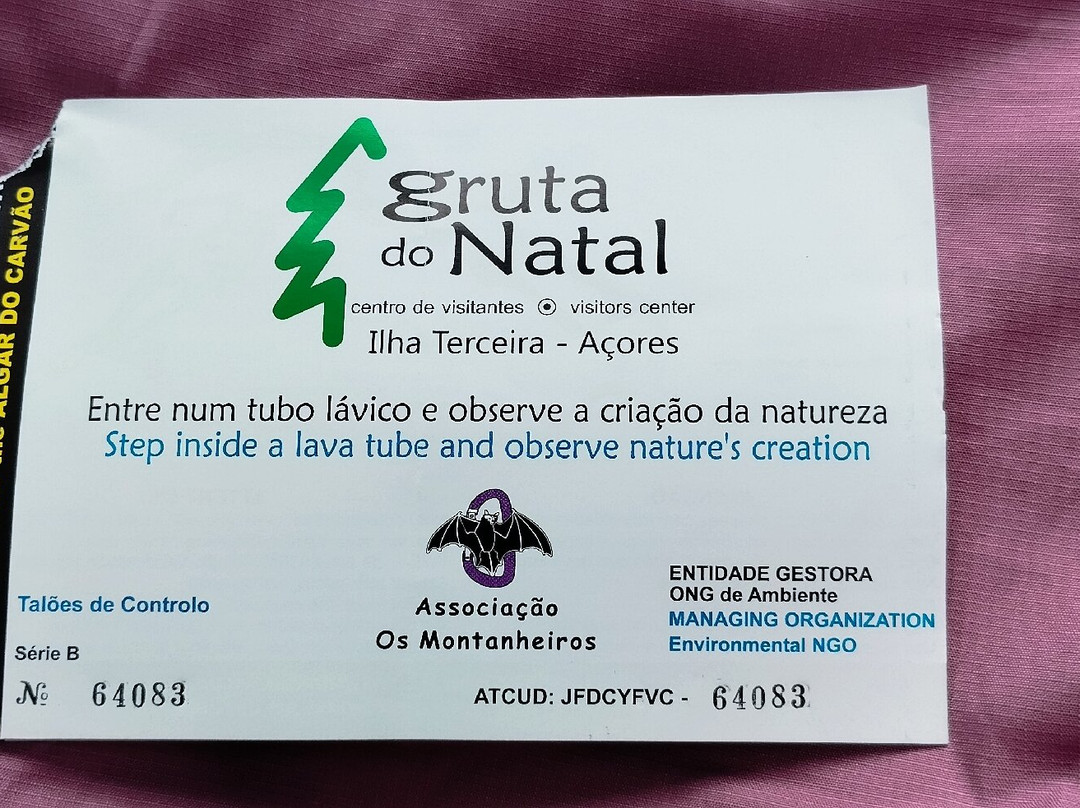 ALGAR DO CARVÃO
gruta
do Natal
centro de visitantes visitors center
Ilha Terceira - Açores
Entre num tubo lávico e observe a criação da natureza
Step inside a lava tube and observe nature's creation
Associação
Os Montanheiros
ENTIDADE GESTORA
ONG de Ambiente
MANAGING ORGANIZATION
Environmental NGO
Talões de Controlo
Série B
Nº 64083
ATCUD: JFDCYFVC - 64083